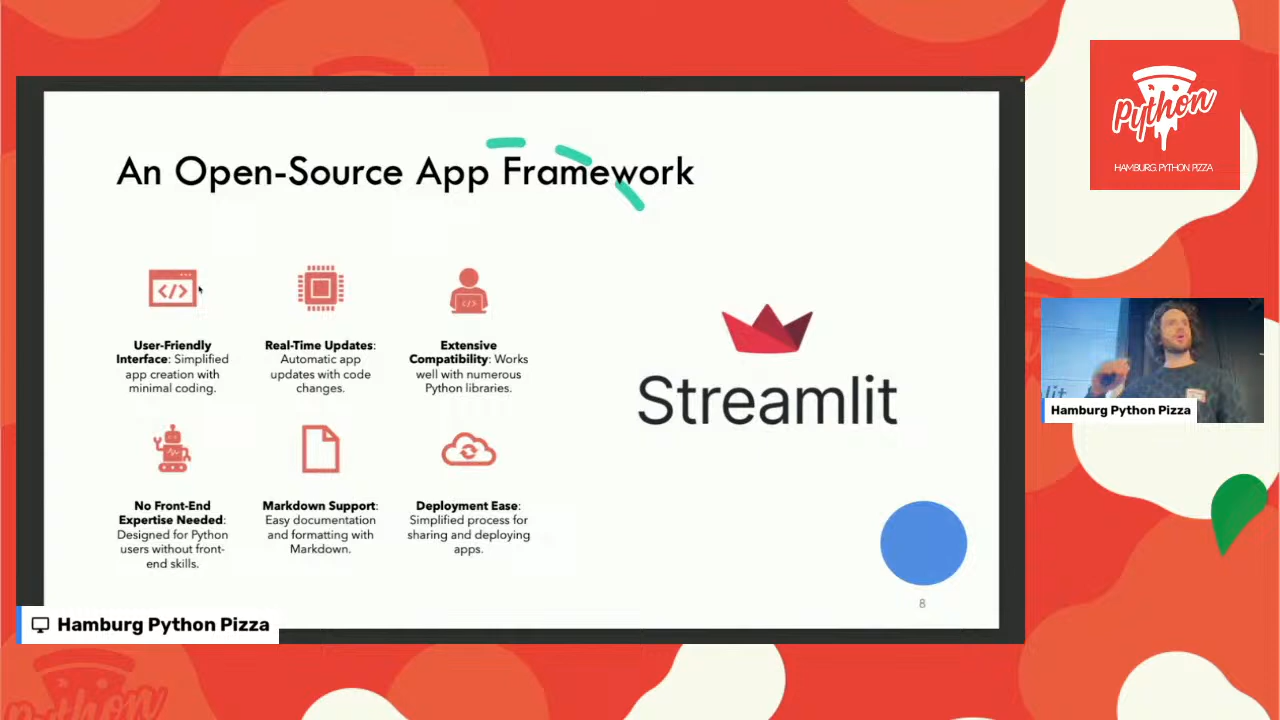 Python
HAMBURG PYTHON PIZZA
An Open-Source App Framework
User-Friendly
Interface: Simplified
app creation with
minimal coding.
Real-Time Updates:
Automatic app
updates with code
changes.
Extensive
Compatibility: Works
well with numerous
Python libraries.
No Front-End
Expertise Needed:
Designed for Python
users without front-
end skills.
Markdown Support:
Easy documentation
and formatting with
Markdown.
Deployment Ease:
Simplified process for
sharing and deploying
apps.
Streamlit
8
Hamburg Python Pizza
lit
Hamburg Python Pizza
Python